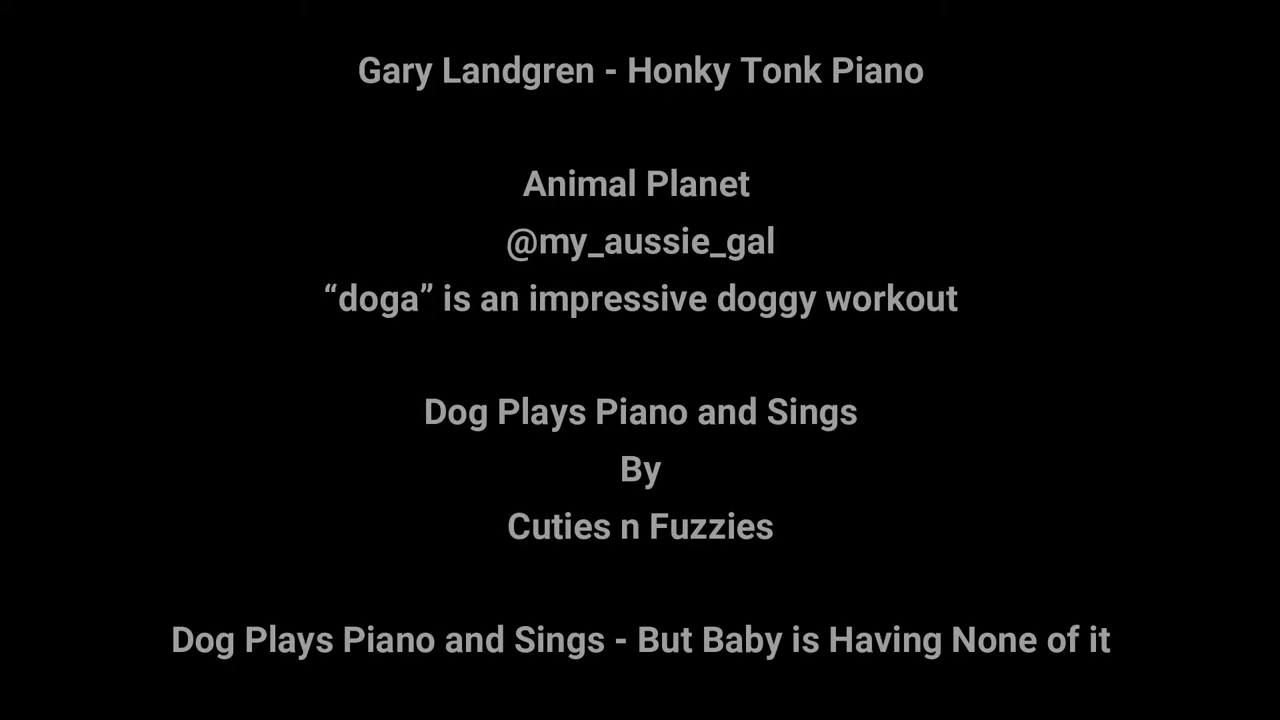 Gary Landgren - Honky Tonk Piano
Animal Planet
@my_aussie_gal
“doga” is an impressive doggy workout
Dog Plays Piano and Sings
By
Cuties n Fuzzies
Dog Plays Piano and Sings - But Baby is Having None of it